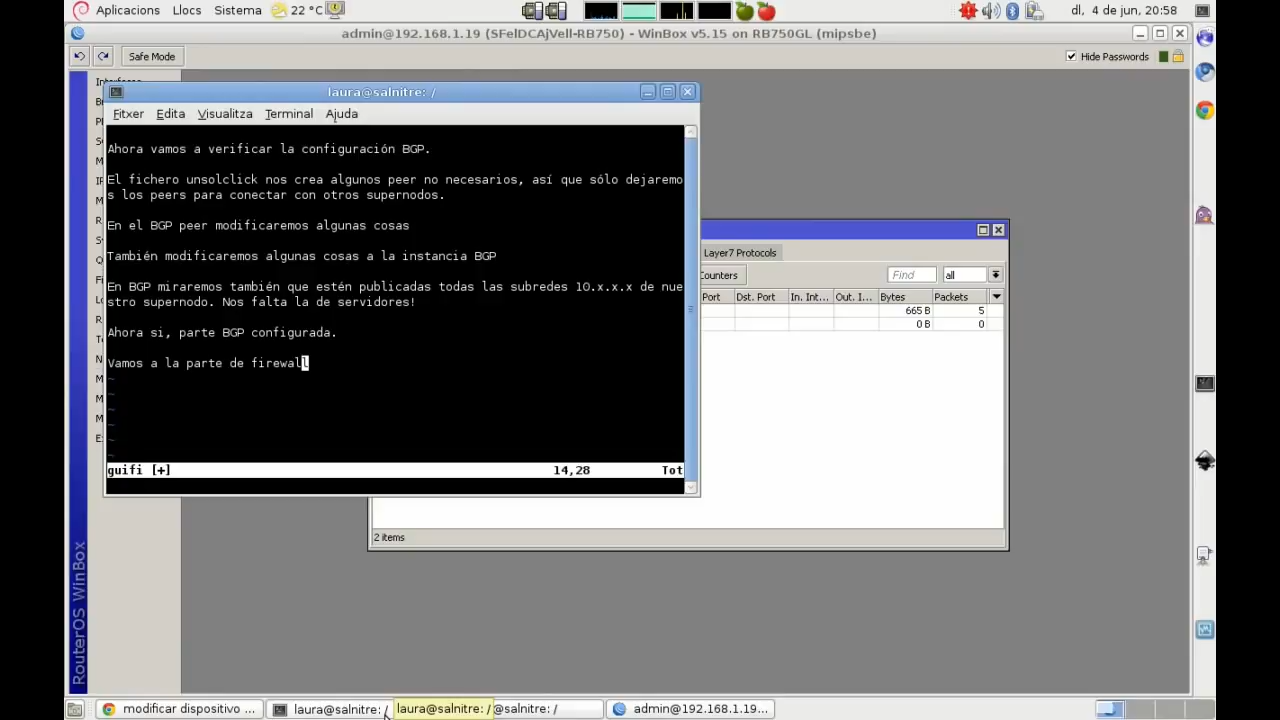 Aplicacions Llocs Sistema 22 °C dl, 4 de jun, 20:58
admin@192.168.1.19 (SFelDCAjVell-RB750) - WinBox v5.15 on RB750GL (mipsbe)
Safe Mode Hide Passwords
laura@salnitre: /
Fitxer Edita Visualitza Terminal Ajuda
Ahora vamos a verificar la configuración BGP.
El fichero unsolclick nos crea algunos peer no necesarios, así que sólo dejaremo
s los peers para conectar con otros supernodos.
En el BGP peer modificaremos algunas cosas
También modificaremos algunas cosas a la instancia BGP
En BGP miraremos también que estén publicadas todas las subredes 10.x.x.x de nue
stro supernodo. Nos falta la de servidores!
Ahora si, parte BGP configurada.
Vamos a la parte de firewall
~
~
~
~
~
~
guifi [+] 14,28 Tot
Layer7 Protocols
Counters Find all
Port Dst. Port In. Int... Out. I... Bytes Packets
665 B 5
0 B 0
2 items
RouterOS WinBox
modificar dispositivo ... laura@salnitre: / laura@salnitre: / @salnitre: / admin@192.168.1.19...